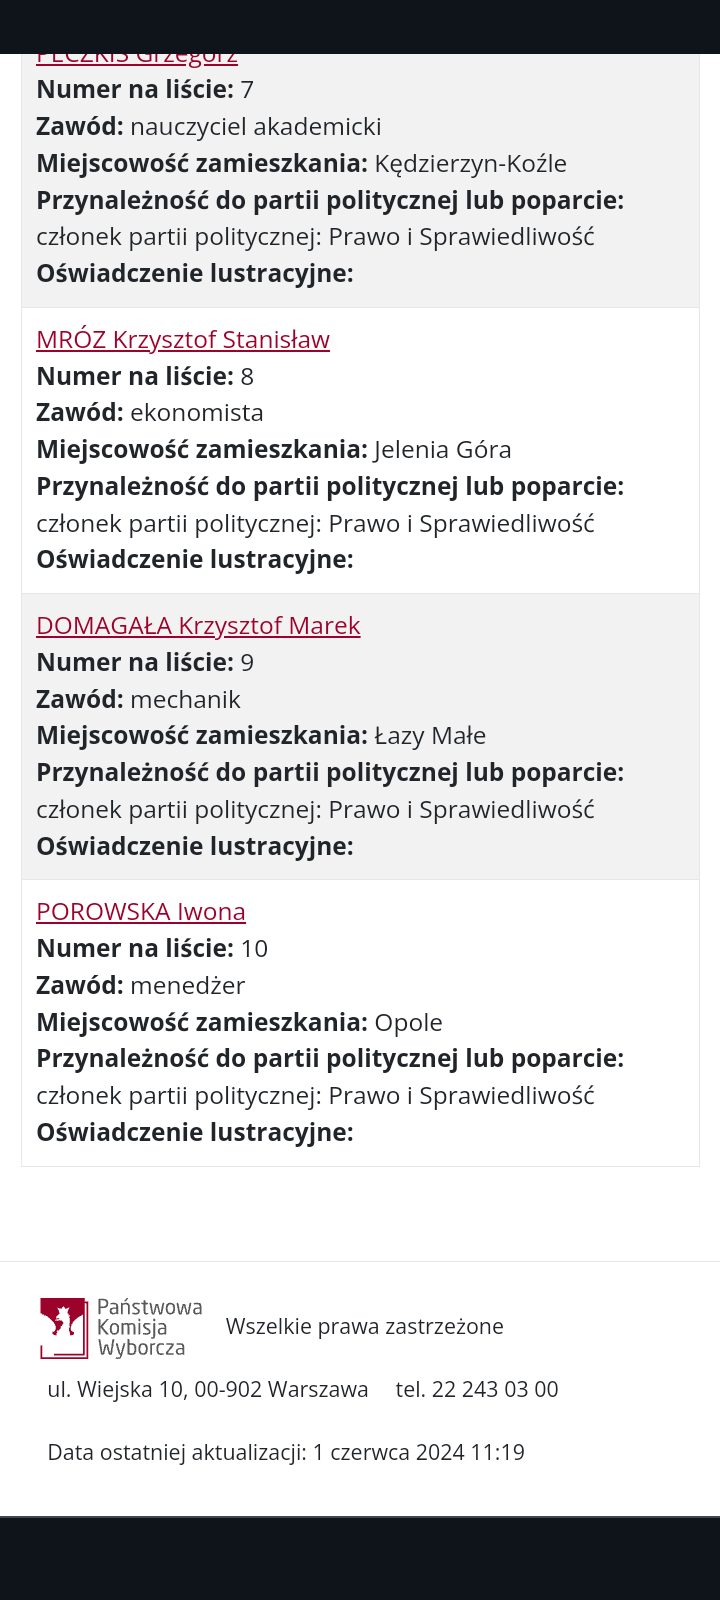 PECZKIS Grzegorz
Numer na liście: 7
Zawód: nauczyciel akademicki
Miejscowość zamieszkania: Kędzierzyn-Koźle
Przynależność do partii politycznej lub poparcie:
członek partii politycznej: Prawo i Sprawiedliwość
Oświadczenie lustracyjne:
MRÓZ Krzysztof Stanisław
Numer na liście: 8
Zawód: ekonomista
Miejscowość zamieszkania: Jelenia Góra
Przynależność do partii politycznej lub poparcie:
członek partii politycznej: Prawo i Sprawiedliwość
Oświadczenie lustracyjne:
DOMAGAŁA Krzysztof Marek
Numer na liście: 9
Zawód: mechanik
Miejscowość zamieszkania: Łazy Małe
Przynależność do partii politycznej lub poparcie:
członek partii politycznej: Prawo i Sprawiedliwość
Oświadczenie lustracyjne:
POROWSKA Iwona
Numer na liście: 10
Zawód: menedżer
Miejscowość zamieszkania: Opole
Przynależność do partii politycznej lub poparcie:
członek partii politycznej: Prawo i Sprawiedliwość
Oświadczenie lustracyjne:
Państwowa
Komisja
Wyborcza
Wszelkie prawa zastrzeżone
ul. Wiejska 10, 00-902 Warszawa tel. 22 243 03 00
Data ostatniej aktualizacji: 1 czerwca 2024 11:19